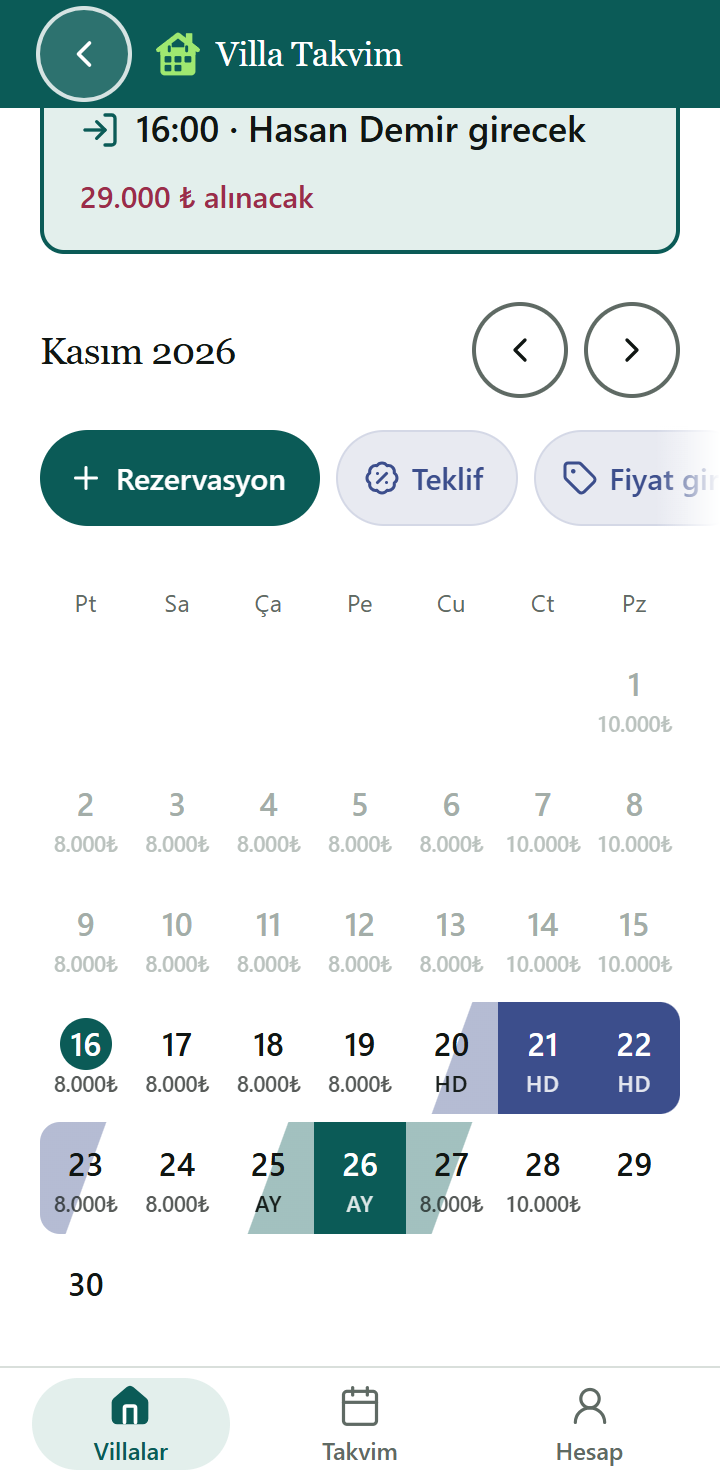 Villa Takvim
16:00 · Hasan Demir girecek
29.000 ₺ alınacak
Kasım 2026
Rezervasyon
Teklif
Fiyat gir
Pt Sa Ça Pe Cu Ct Pz
1
10.000₺
2 3 4 5 6 7 8
8.000₺ 8.000₺ 8.000₺ 8.000₺ 8.000₺ 10.000₺ 10.000₺
9 10 11 12 13 14 15
8.000₺ 8.000₺ 8.000₺ 8.000₺ 8.000₺ 10.000₺ 10.000₺
16 17 18 19 20 21 22
8.000₺ 8.000₺ 8.000₺ 8.000₺ HD HD HD
23 24 25 26 27 28 29
8.000₺ 8.000₺ AY AY 8.000₺ 10.000₺
30
Villalar Takvim Hesap